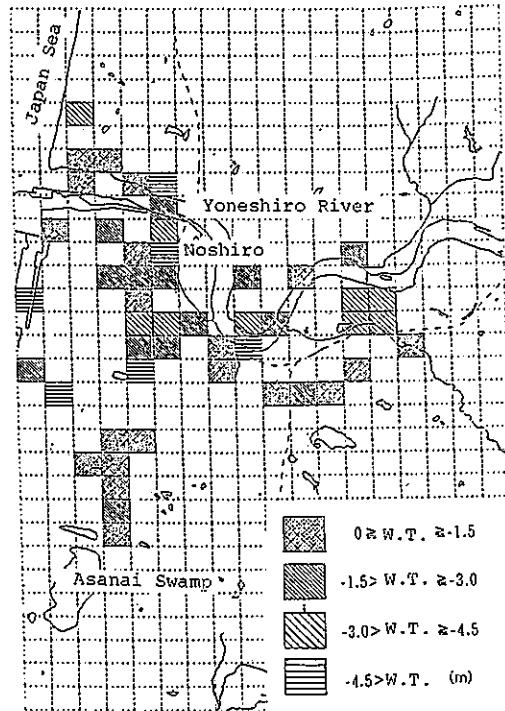 Japan Sea
Yoneshiro River
Noshiro
Asanai Swamp
0 ≧ W.T. ≧ -1.5
-1.5 > W.T. ≧ -3.0
-3.0 > W.T. ≧ -4.5
-4.5 > W.T. (m)